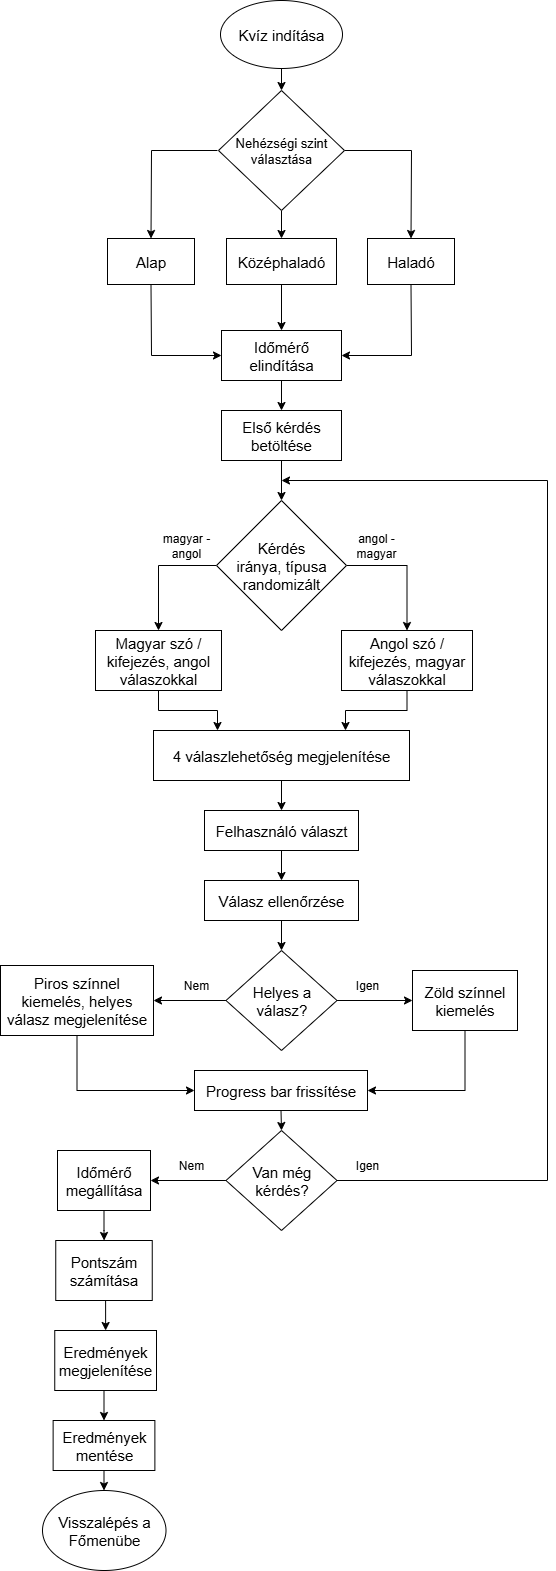 Kvíz indítása
Nehézségi szint
választása
Alap
Középhaladó
Haladó
Időmérő
elindítása
Első kérdés
betöltése
magyar -
angol
Kérdés
iránya, típusa
randomizált
angol -
magyar
Magyar szó /
kifejezés, angol
válaszokkal
Angol szó /
kifejezés, magyar
válaszokkal
4 válaszlehetőség megjelenítése
Felhasználó választ
Válasz ellenőrzése
Helyes a
válasz?
Nem
Igen
Piros színnel
kiemelés, helyes
válasz megjelenítése
Zöld színnel
kiemelés
Progress bar frissítése
Van még
kérdés?
Nem
Igen
Időmérő
megállítása
Pontszám
számítása
Eredmények
megjelenítése
Eredmények
mentése
Visszalépés a
Főmenübe